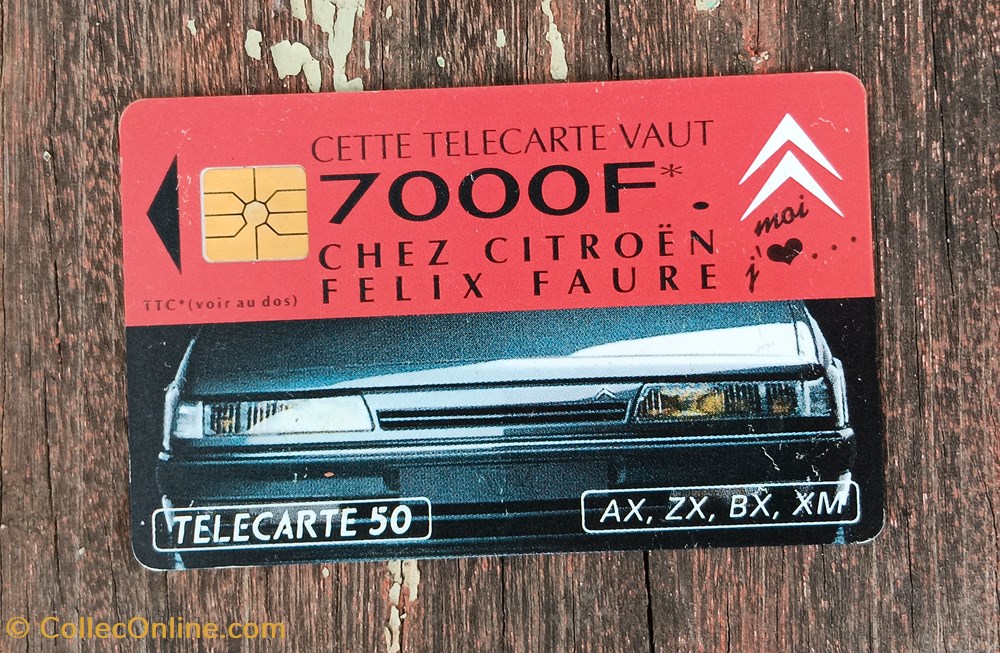 CETTE TELECARTE VAUT
7000F*.
CHEZ CITROËN
FELIX FAURE
moi
j'❤...
TTC*(voir au dos)
TELECARTE 50
AX, ZX, BX, XM
© CollecOnline.com